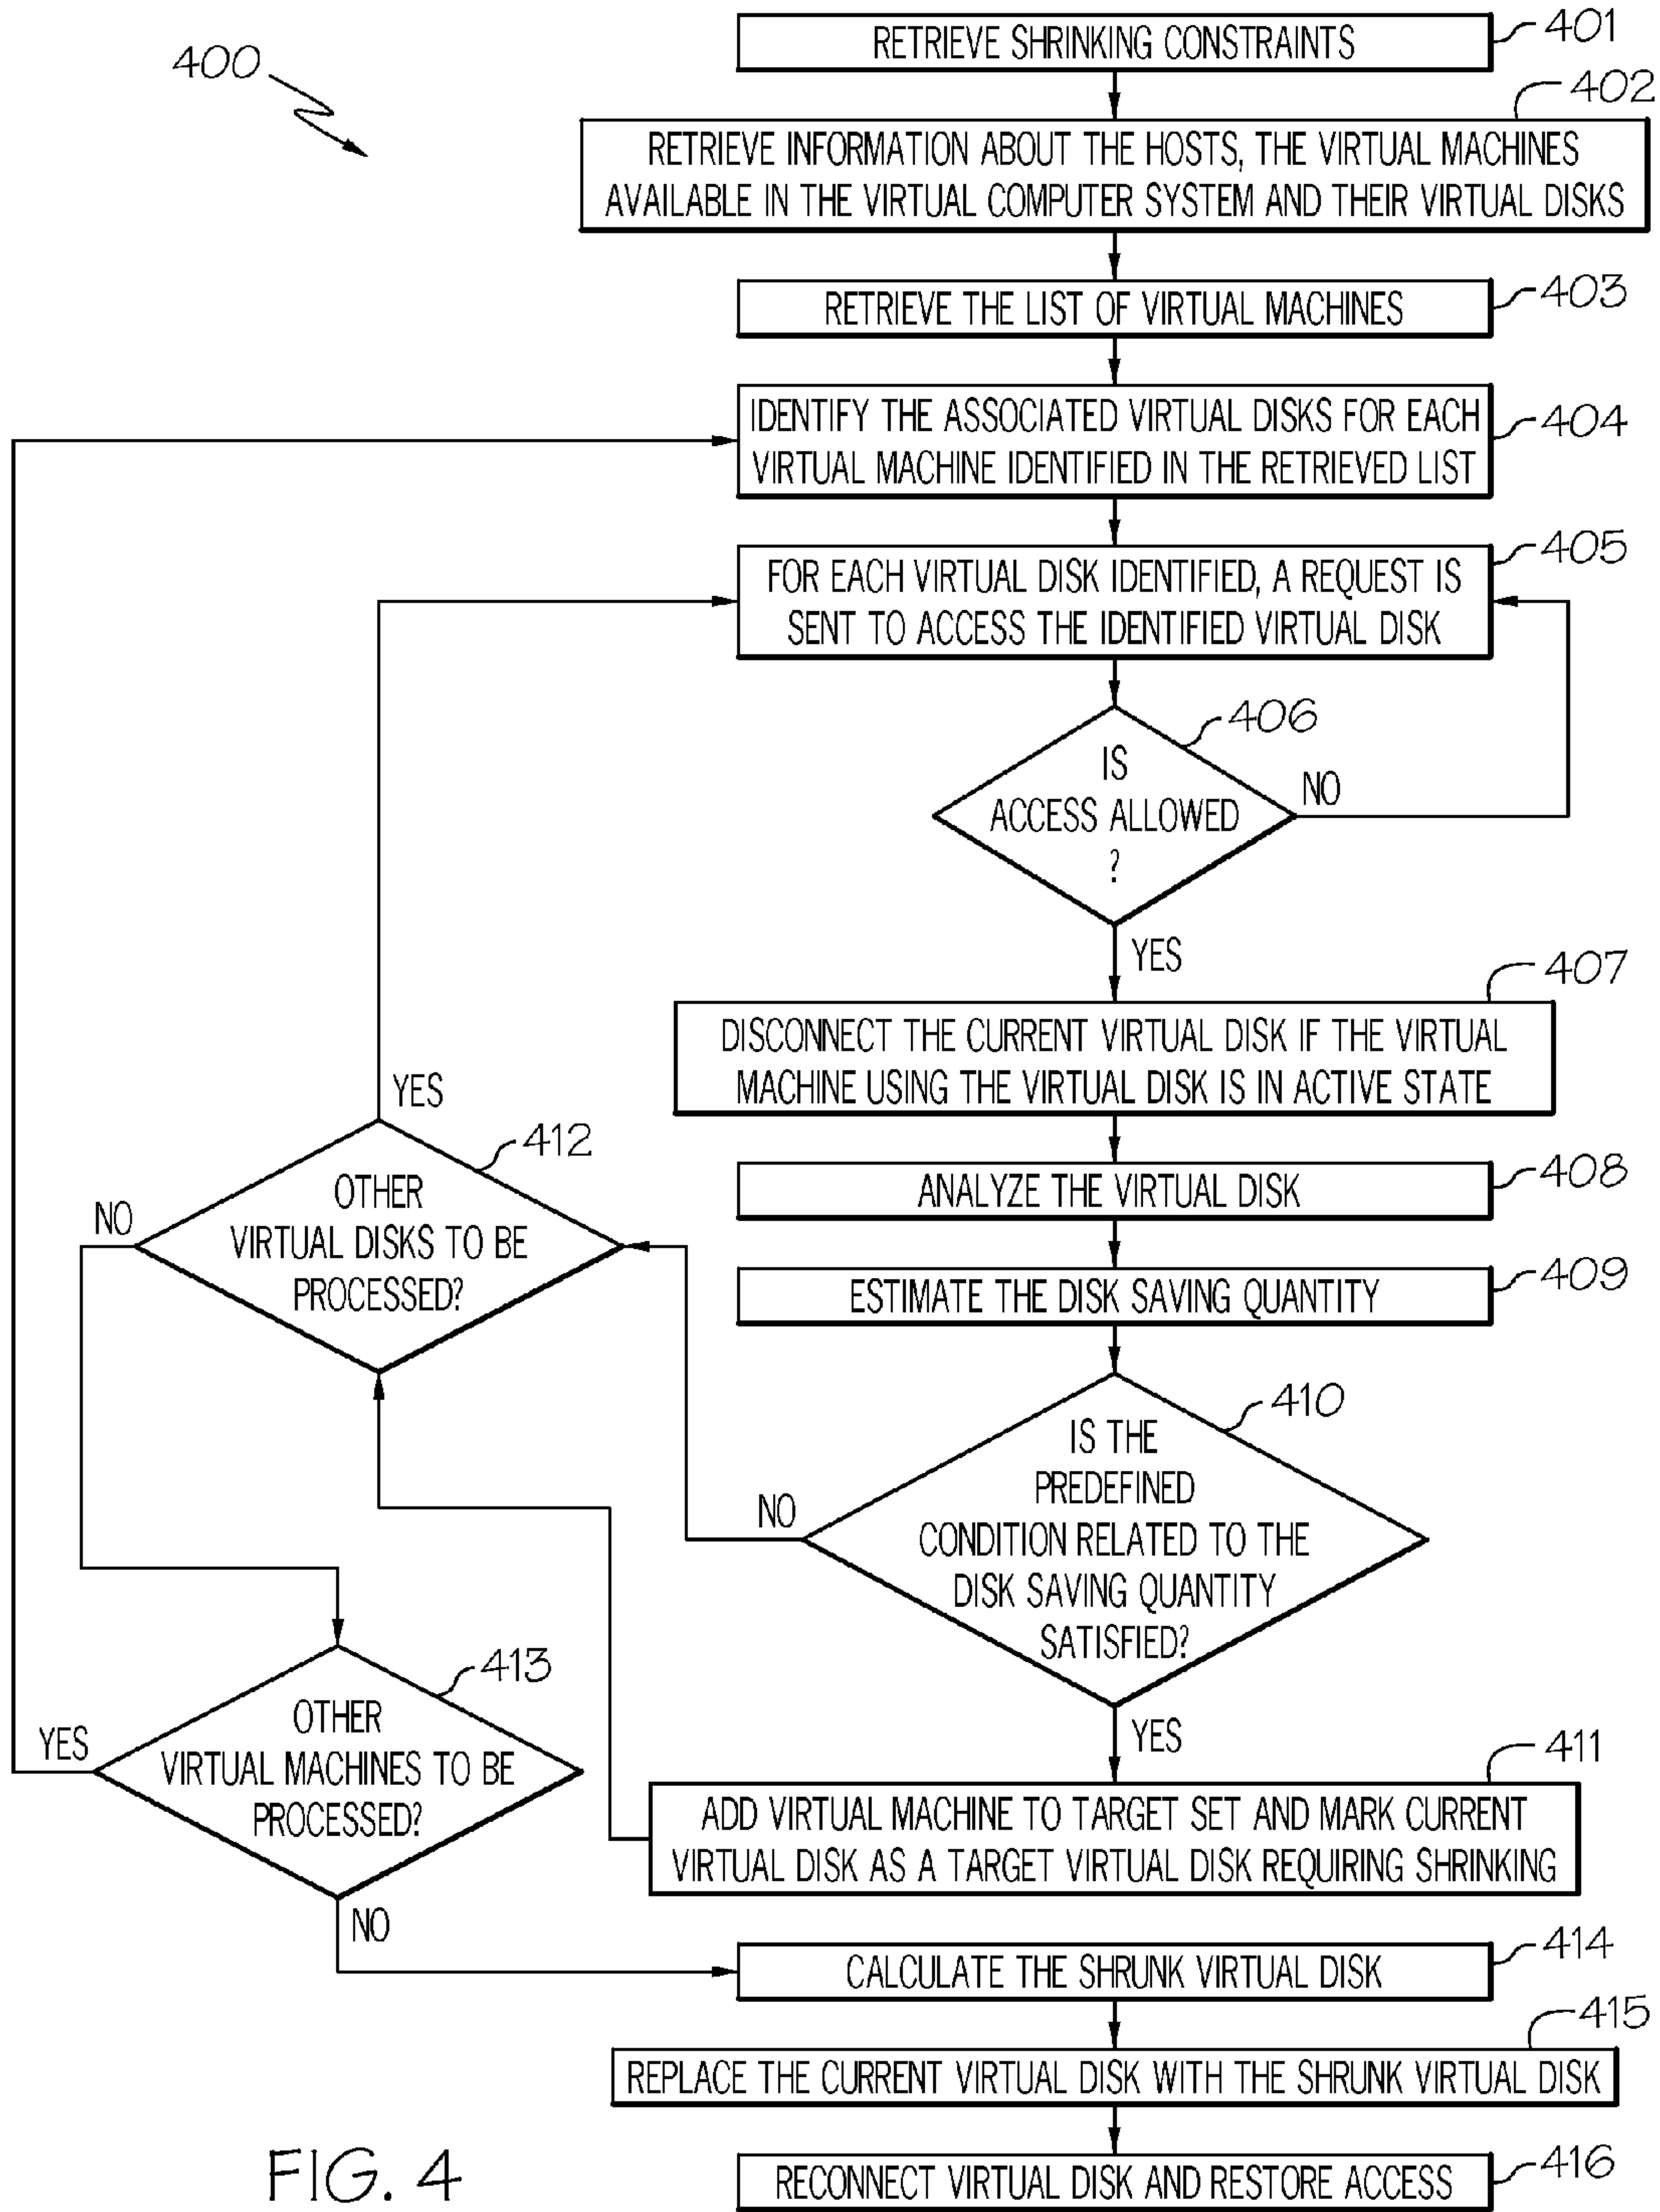 400
RETRIEVE SHRINKING CONSTRAINTS
401
402
RETRIEVE INFORMATION ABOUT THE HOSTS, THE VIRTUAL MACHINES
AVAILABLE IN THE VIRTUAL COMPUTER SYSTEM AND THEIR VIRTUAL DISKS
RETRIEVE THE LIST OF VIRTUAL MACHINES
403
IDENTIFY THE ASSOCIATED VIRTUAL DISKS FOR EACH
VIRTUAL MACHINE IDENTIFIED IN THE RETRIEVED LIST
404
FOR EACH VIRTUAL DISK IDENTIFIED, A REQUEST IS
SENT TO ACCESS THE IDENTIFIED VIRTUAL DISK
405
406
IS
ACCESS ALLOWED
?
NO
YES
407
DISCONNECT THE CURRENT VIRTUAL DISK IF THE VIRTUAL
MACHINE USING THE VIRTUAL DISK IS IN ACTIVE STATE
ANALYZE THE VIRTUAL DISK
408
ESTIMATE THE DISK SAVING QUANTITY
409
410
IS THE
PREDEFINED
CONDITION RELATED TO THE
DISK SAVING QUANTITY
SATISFIED?
NO
YES
411
ADD VIRTUAL MACHINE TO TARGET SET AND MARK CURRENT
VIRTUAL DISK AS A TARGET VIRTUAL DISK REQUIRING SHRINKING
YES
412
OTHER
VIRTUAL DISKS TO BE
PROCESSED?
NO
413
OTHER
VIRTUAL MACHINES TO BE
PROCESSED?
YES
NO
CALCULATE THE SHRUNK VIRTUAL DISK
414
415
REPLACE THE CURRENT VIRTUAL DISK WITH THE SHRUNK VIRTUAL DISK
RECONNECT VIRTUAL DISK AND RESTORE ACCESS
416
FIG. 4